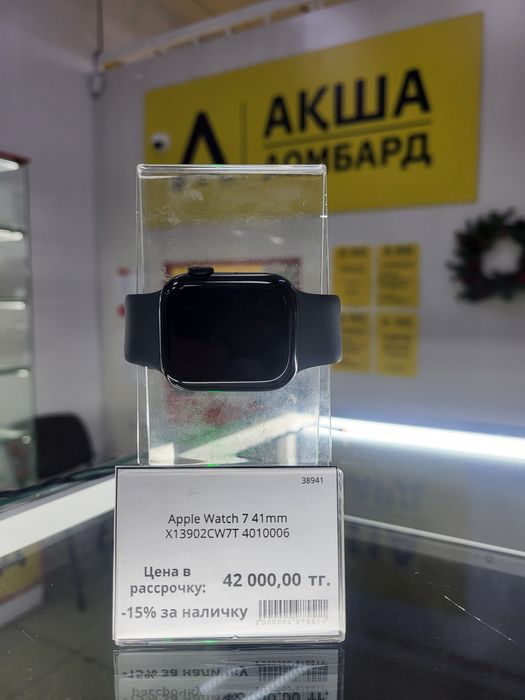 АКША
ЛОМБАРД
38941
Apple Watch 7 41mm
X13902CW7T 4010006
Цена в
рассрочку: 42 000,00 тг.
-15% за наличку